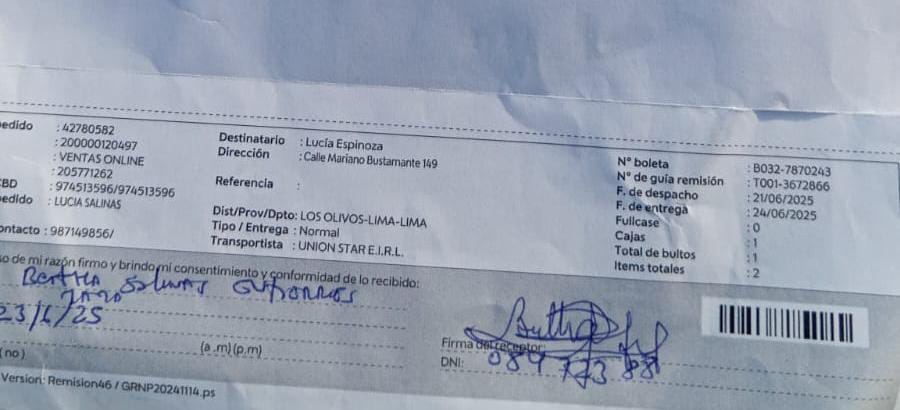 edido : 42780582
: 200000120497
: VENTAS ONLINE
: 205771262
CBD : 974513596/974513596
edido : LUCIA SALINAS
ontacto : 987149856/
Destinatario : Lucía Espinoza
Dirección : Calle Mariano Bustamante 149
Referencia :
Dist/Prov/Dpto: LOS OLIVOS-LIMA-LIMA
Tipo / Entrega : Normal
Transportista : UNION STAR E.I.R.L.
N° boleta : B032-7870243
N° de guía remisión : T001-3672866
F. de despacho : 21/06/2025
F. de entrega : 24/06/2025
Fullcase : 0
Cajas : 1
Total de bultos : 1
Items totales : 2
so de mi razón firmo y brindo mi consentimiento y conformidad de lo recibido:
Bertha Salinas
23/6/25
(no) (a.m)(p.m)
Firma del receptor:
DNI:
Version: Remision46 / GRNP20241114.ps